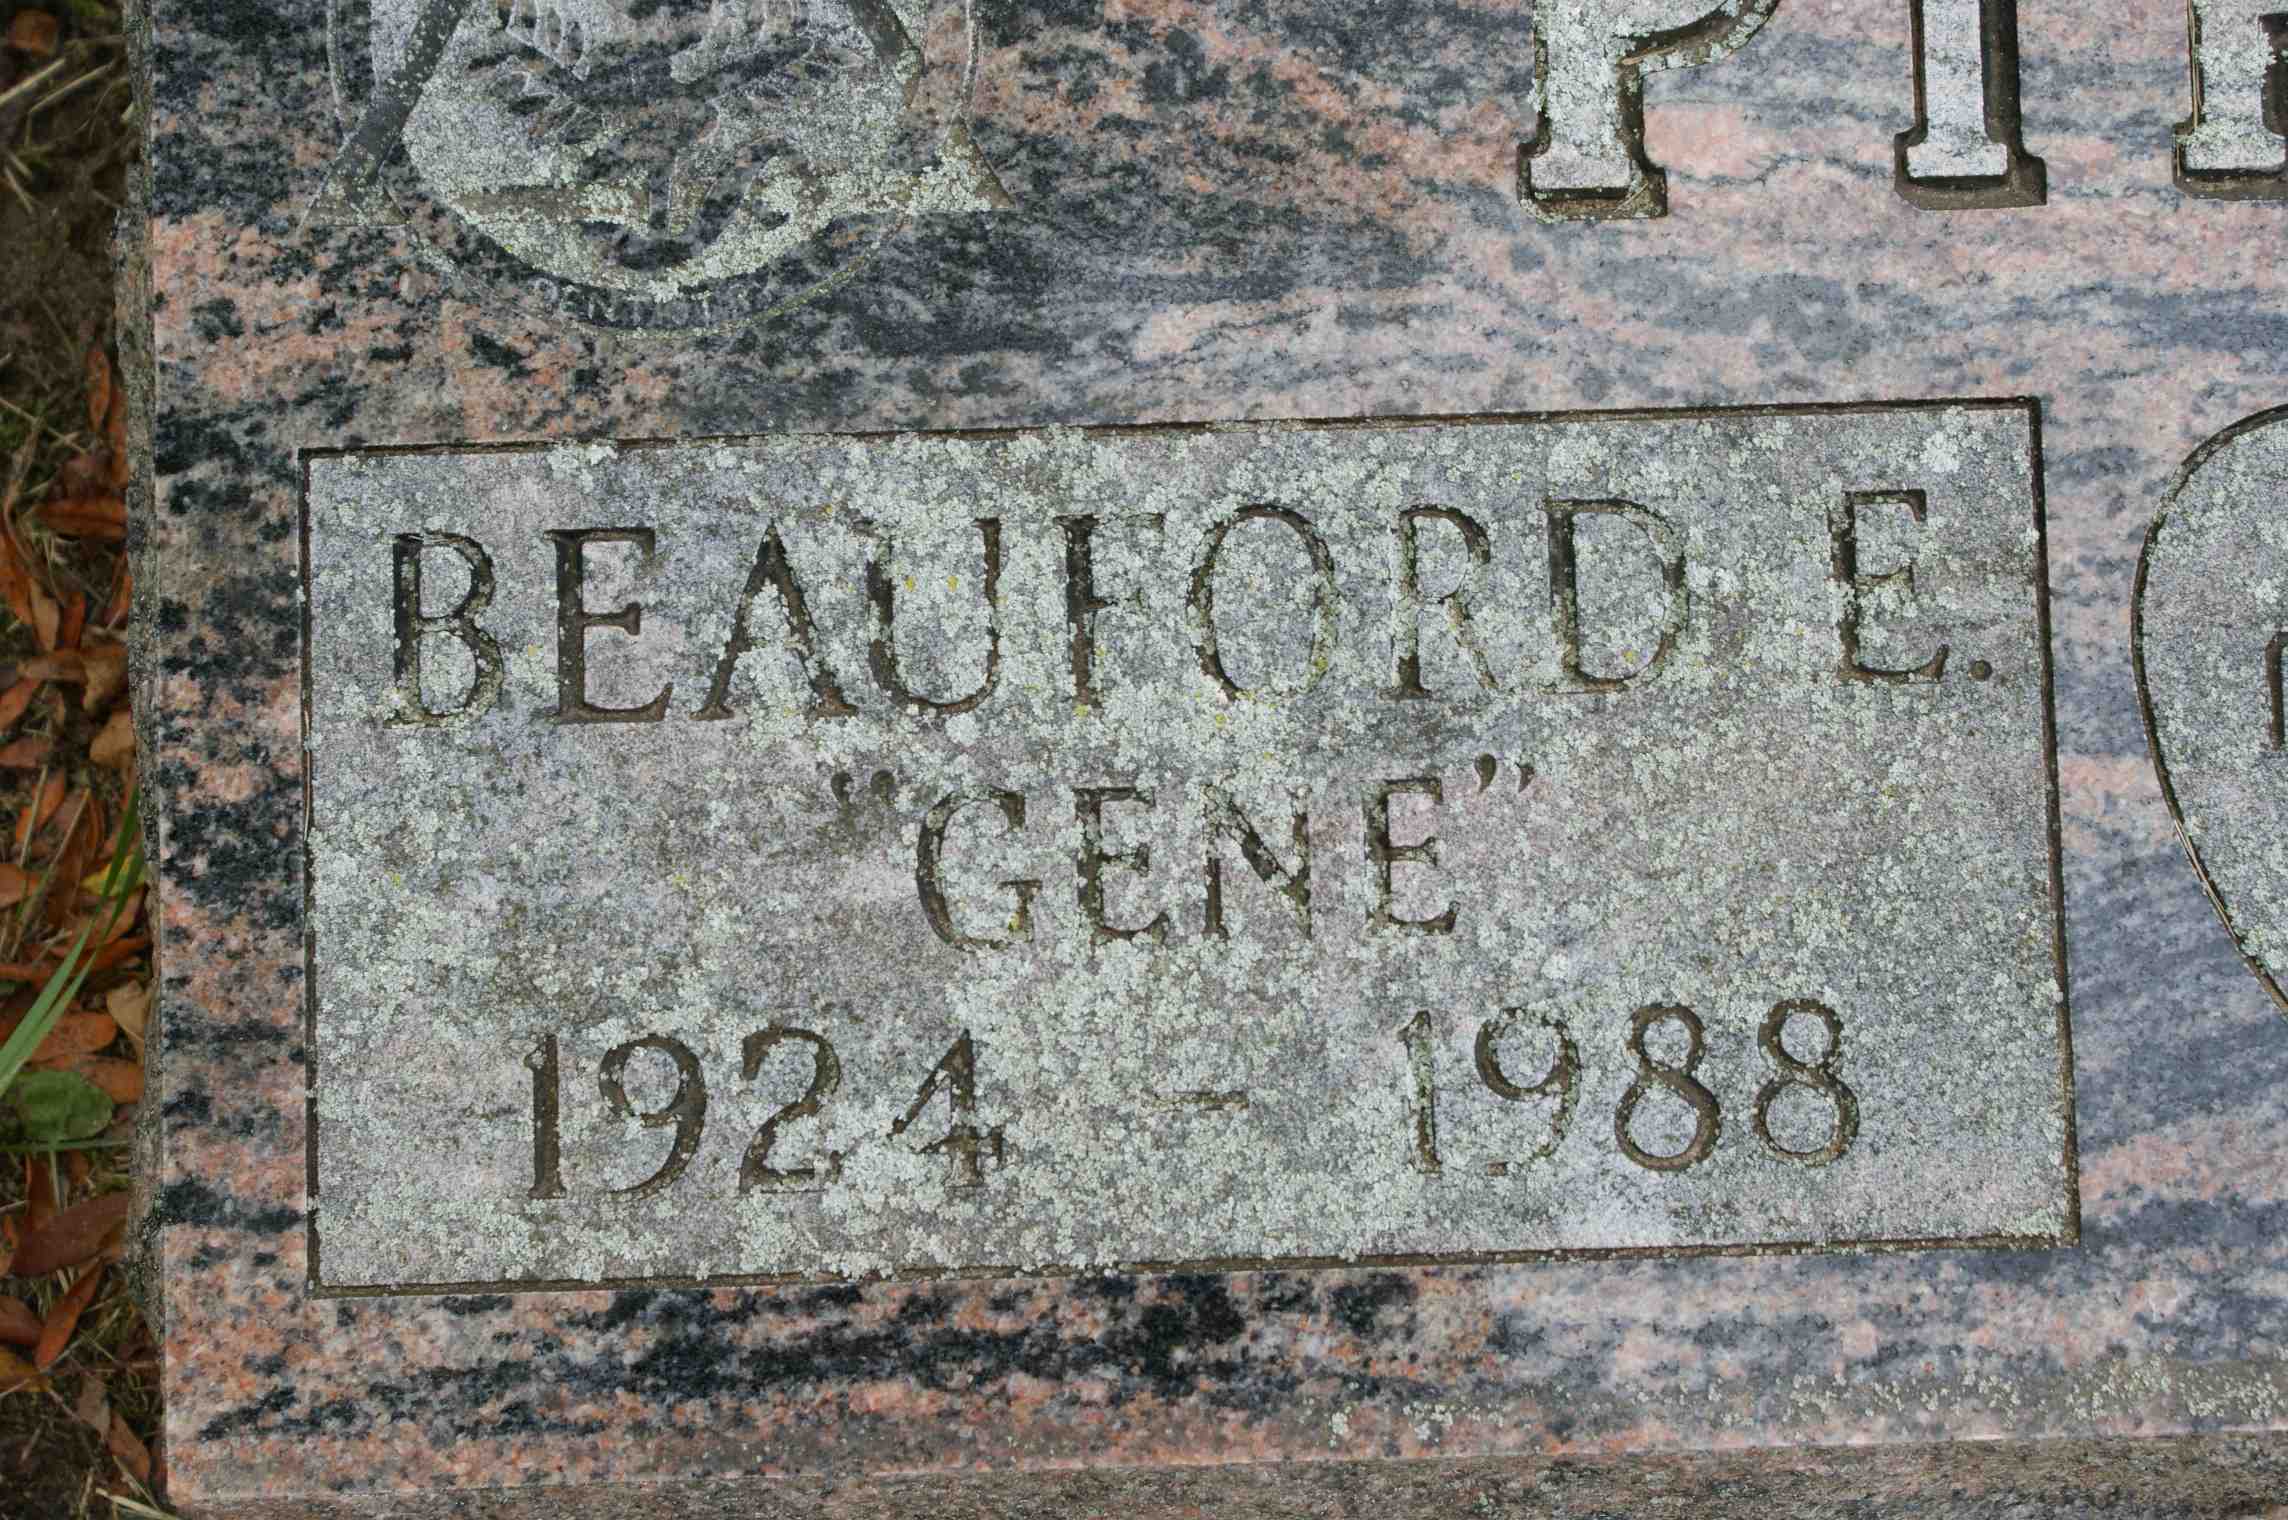 BEAUFORD E.
"GENE"
1924 - 1988